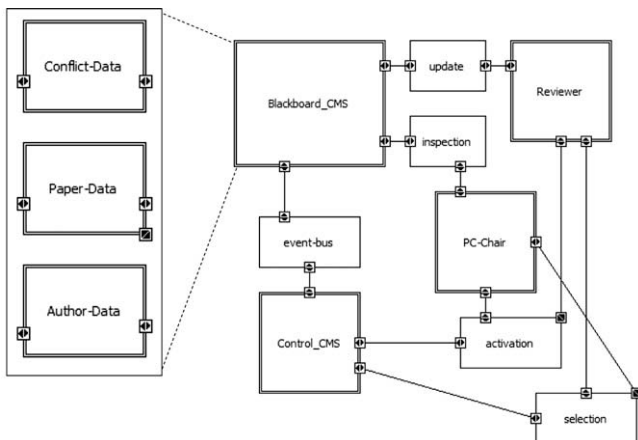 Conflict-Data
Paper-Data
Author-Data
Blackboard_CMS
update
Reviewer
inspection
event-bus
PC-Chair
Control_CMS
activation
selection